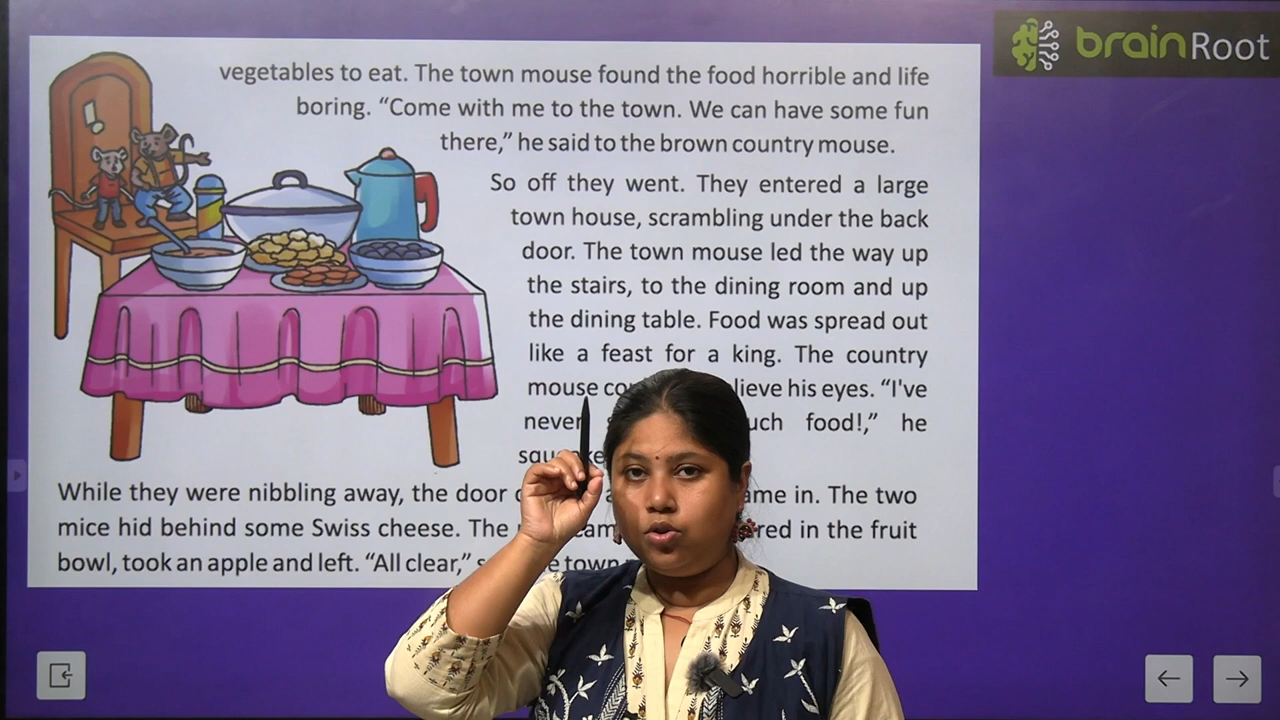 brainRoot
vegetables to eat. The town mouse found the food horrible and life
boring. “Come with me to the town. We can have some fun
there,” he said to the brown country mouse.
So off they went. They entered a large
town house, scrambling under the back
door. The town mouse led the way up
the stairs, to the dining room and up
the dining table. Food was spread out
like a feast for a king. The country
mouse his eyes. “I've
never food!,” he
While they were nibbling away, the door in. The two
mice hid behind some Swiss cheese. The in the fruit
bowl, took an apple and left. “All clear,” town